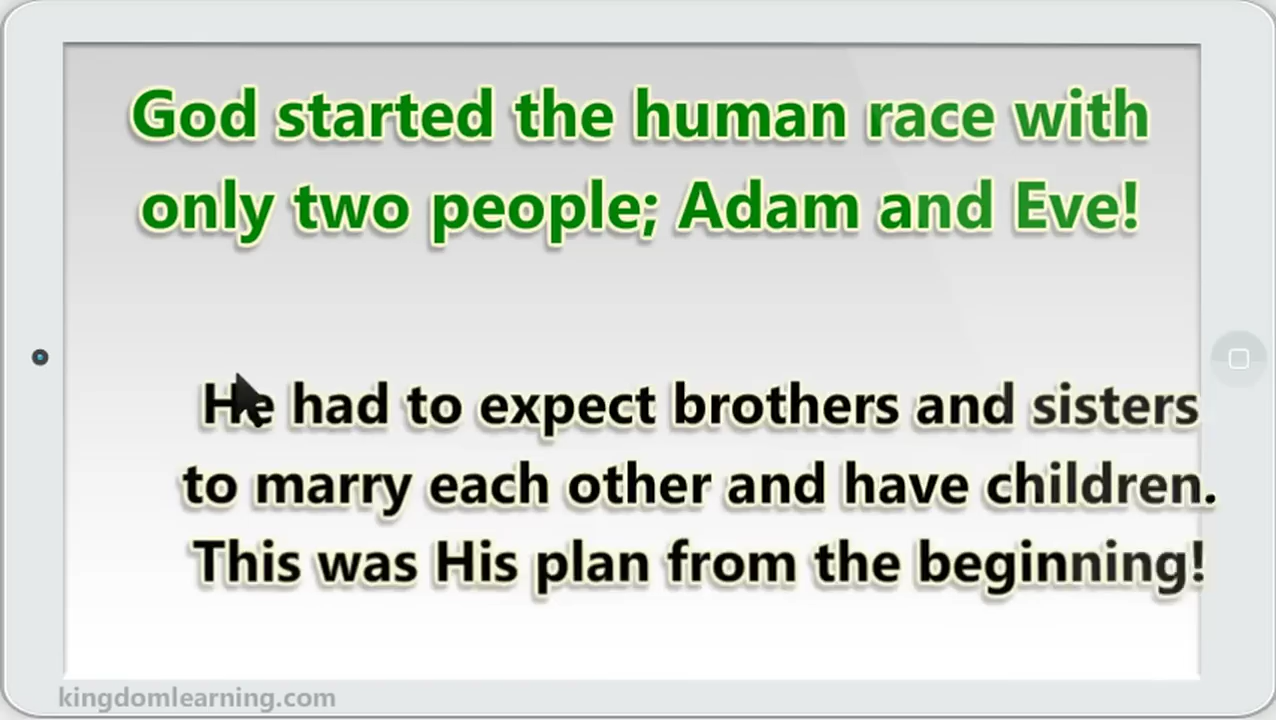 God started the human race with
only two people; Adam and Eve!
He had to expect brothers and sisters
to marry each other and have children.
This was His plan from the beginning!
kingdomlearning.com